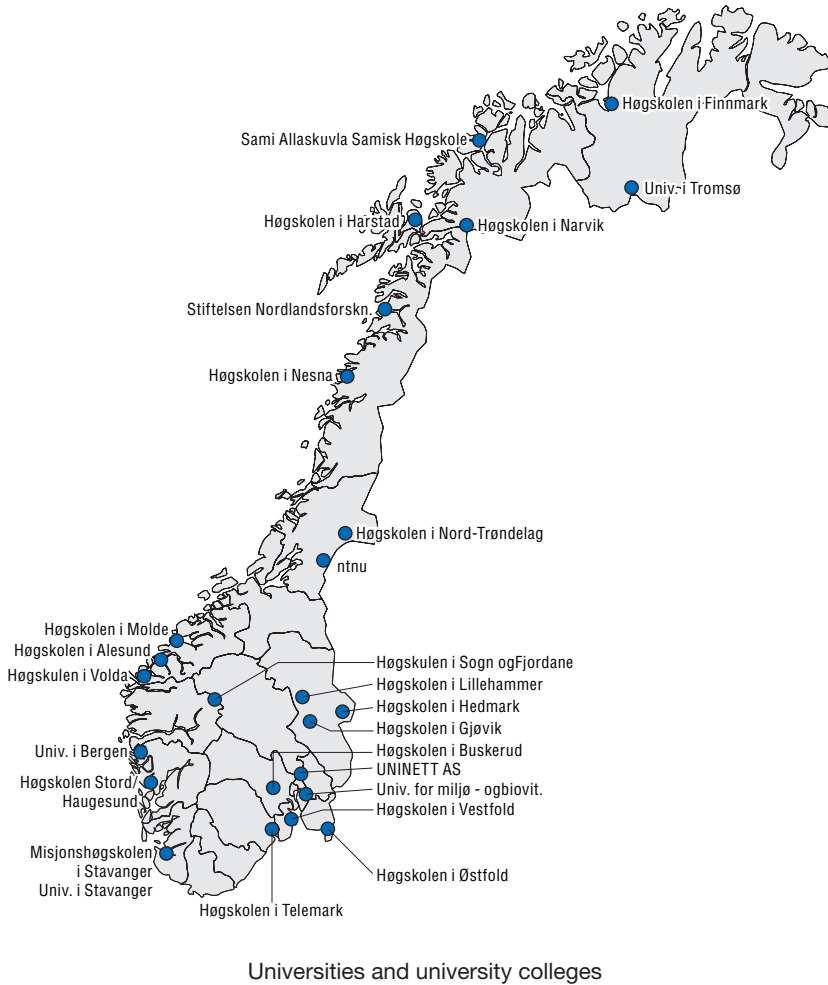 Høgskolen i Finnmark
Sami Allaskuvla Samisk Høgskole
Univ. i Tromsø
Høgskolen i Harstad
Høgskolen i Narvik
Stiftelsen Nordlandsforskn.
Høgskolen i Nesna
Høgskolen i Nord-Trøndelag
ntnu
Høgskolen i Molde
Høgskolen i Alesund
Høgskulen i Volda
Høgskulen i Sogn ogFjordane
Høgskolen i Lillehammer
Høgskolen i Hedmark
Høgskolen i Gjøvik
Univ. i Bergen
Høgskolen i Buskerud
UNINETT AS
Høgskolen Stord/
Haugesund
Univ. for miljø - ogbiovit.
Høgskolen i Vestfold
Misjonshøgskolen
i Stavanger
Univ. i Stavanger
Høgskolen i Østfold
Høgskolen i Telemark
Universities and university colleges